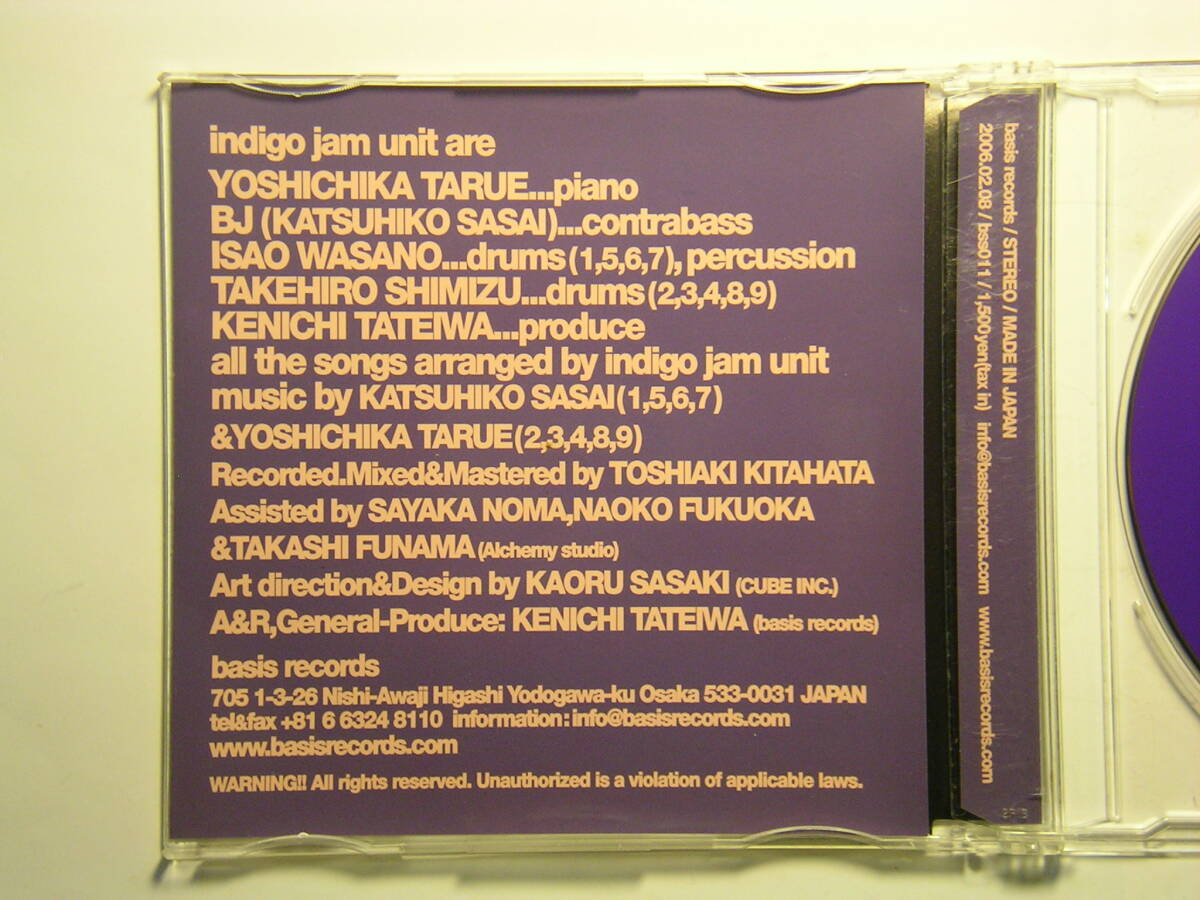 indigo jam unit are
YOSHICHIKA TARUE...piano
BJ (KATSUHIKO SASAI)...contrabass
ISAO WASANO...drums (1,5,6,7), percussion
TAKEHIRO SHIMIZU...drums (2,3,4,8,9)
KENICHI TATEIWA...produce
all the songs arranged by indigo jam unit
music by KATSUHIKO SASAI (1,5,6,7)
&YOSHICHIKA TARUE (2,3,4,8,9)
Recorded.Mixed&Mastered by TOSHIAKI KITAHATA
Assisted by SAYAKA NOMA,NAOKO FUKUOKA
&TAKASHI FUNAMA (Alchemy studio)
Art direction&Design by KAORU SASAKI (CUBE INC.)
A&R,General-Produce: KENICHI TATEIWA (basis records)
basis records
705 1-3-26 Nishi-Awaji Higashi Yodogawa-ku Osaka 533-0031 JAPAN
tel&fax +81 6 6324 8110 information:info@basisrecords.com
www.basisrecords.com
WARNING!! All rights reserved. Unauthorized is a violation of applicable laws.
basis records / STEREO / MADE IN JAPAN
2006.02.08 / bss011 / 1,500yen(tax in) info@basisrecords.com www.basisrecords.com